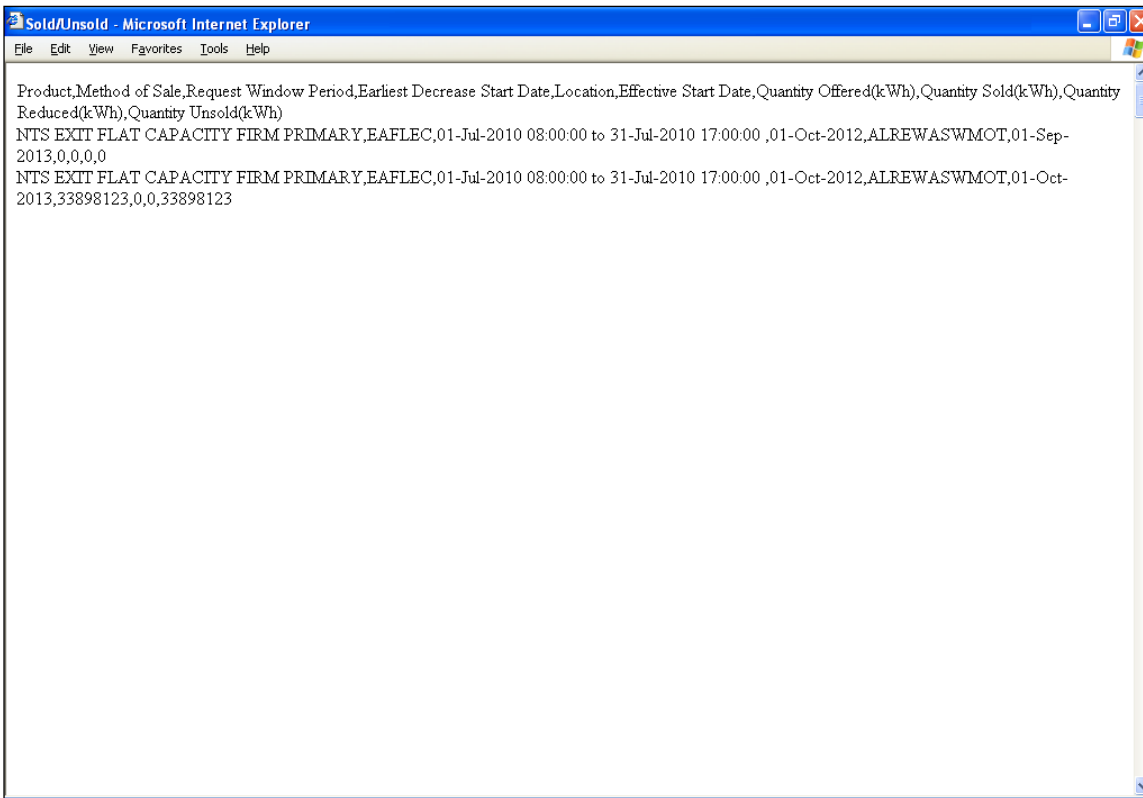 Sold/Unsold - Microsoft Internet Explorer
File Edit View Favorites Tools Help
Product,Method of Sale,Request Window Period,Earliest Decrease Start Date,Location,Effective Start Date,Quantity Offered(kWh),Quantity Sold(kWh),Quantity
Reduced(kWh),Quantity Unsold(kWh)
NTS EXIT FLAT CAPACITY FIRM PRIMARY,EAFLEC,01-Jul-2010 08:00:00 to 31-Jul-2010 17:00:00 ,01-Oct-2012,ALREWASWMOT,01-Sep-
2013,0,0,0,0
NTS EXIT FLAT CAPACITY FIRM PRIMARY,EAFLEC,01-Jul-2010 08:00:00 to 31-Jul-2010 17:00:00 ,01-Oct-2012,ALREWASWMOT,01-Oct-
2013,33898123,0,0,33898123